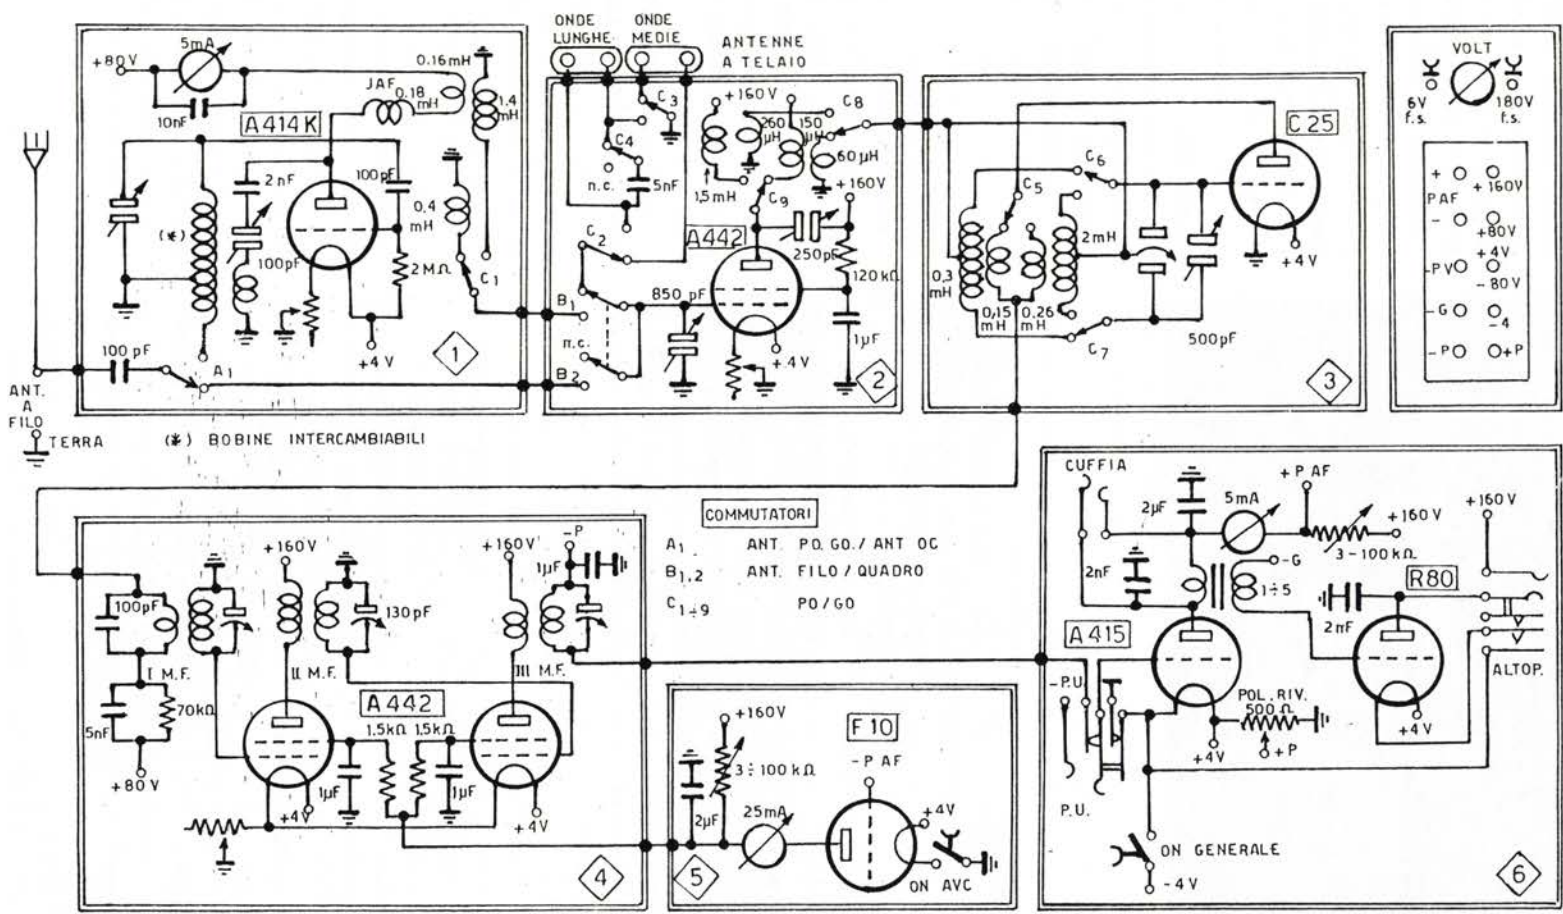 ONDE LUNGHE
ONDE MEDIE
ANTENNE A TELAIO
+80V
5mA
10nF
A414K
JAF
0.18 mH
0.16mH
1.4 mH
2nF
100pF
0,4 mH
(*)
100pF
2MΩ
C1
+4V
100 pF
A1
1
ANT. A FILO
TERRA
(*) BOBINE INTERCAMBIABILI
C3
C4
n.c.
5nF
+160V
260 µH
150 µH
C8
60µH
1,5mH
C9
+160V
C2
A442
250pF
120kΩ
B1
850 pF
n.c.
1µF
B2
+4V
2
C25
C6
C5
2mH
0,3 mH
0,15 mH
0.26 mH
+4V
C7
500pF
3
VOLT
6V f.s.
180V f.s.
+
+160V
PAF
-
+80V
+4V
-PV
-80V
-G
-4
-P
+P
COMMUTATORI
A1 ANT. PO.GO./ANT OC
B1,2 ANT. FILO/QUADRO
C1÷9 PO/GO
100pF
I M.F.
5nF
70kΩ
+80V
+160V
130pF
II M.F.
A442
1.5kΩ
1,5kΩ
1µF
1µF
+4V
+160V
-P
1µF
III M.F.
+4V
4
+160V
3÷100kΩ
2µF
25mA
F10
-P AF
+4V
ON AVC
5
CUFFIA
2µF
5mA
+P AF
+160V
3-100kΩ
+160V
2nF
-G
1÷5
R80
2nF
A415
ALTOP.
-P.U.
POL. RIV.
500Ω
+P
+4V
+4V
P.U.
ON GENERALE
-4V
6